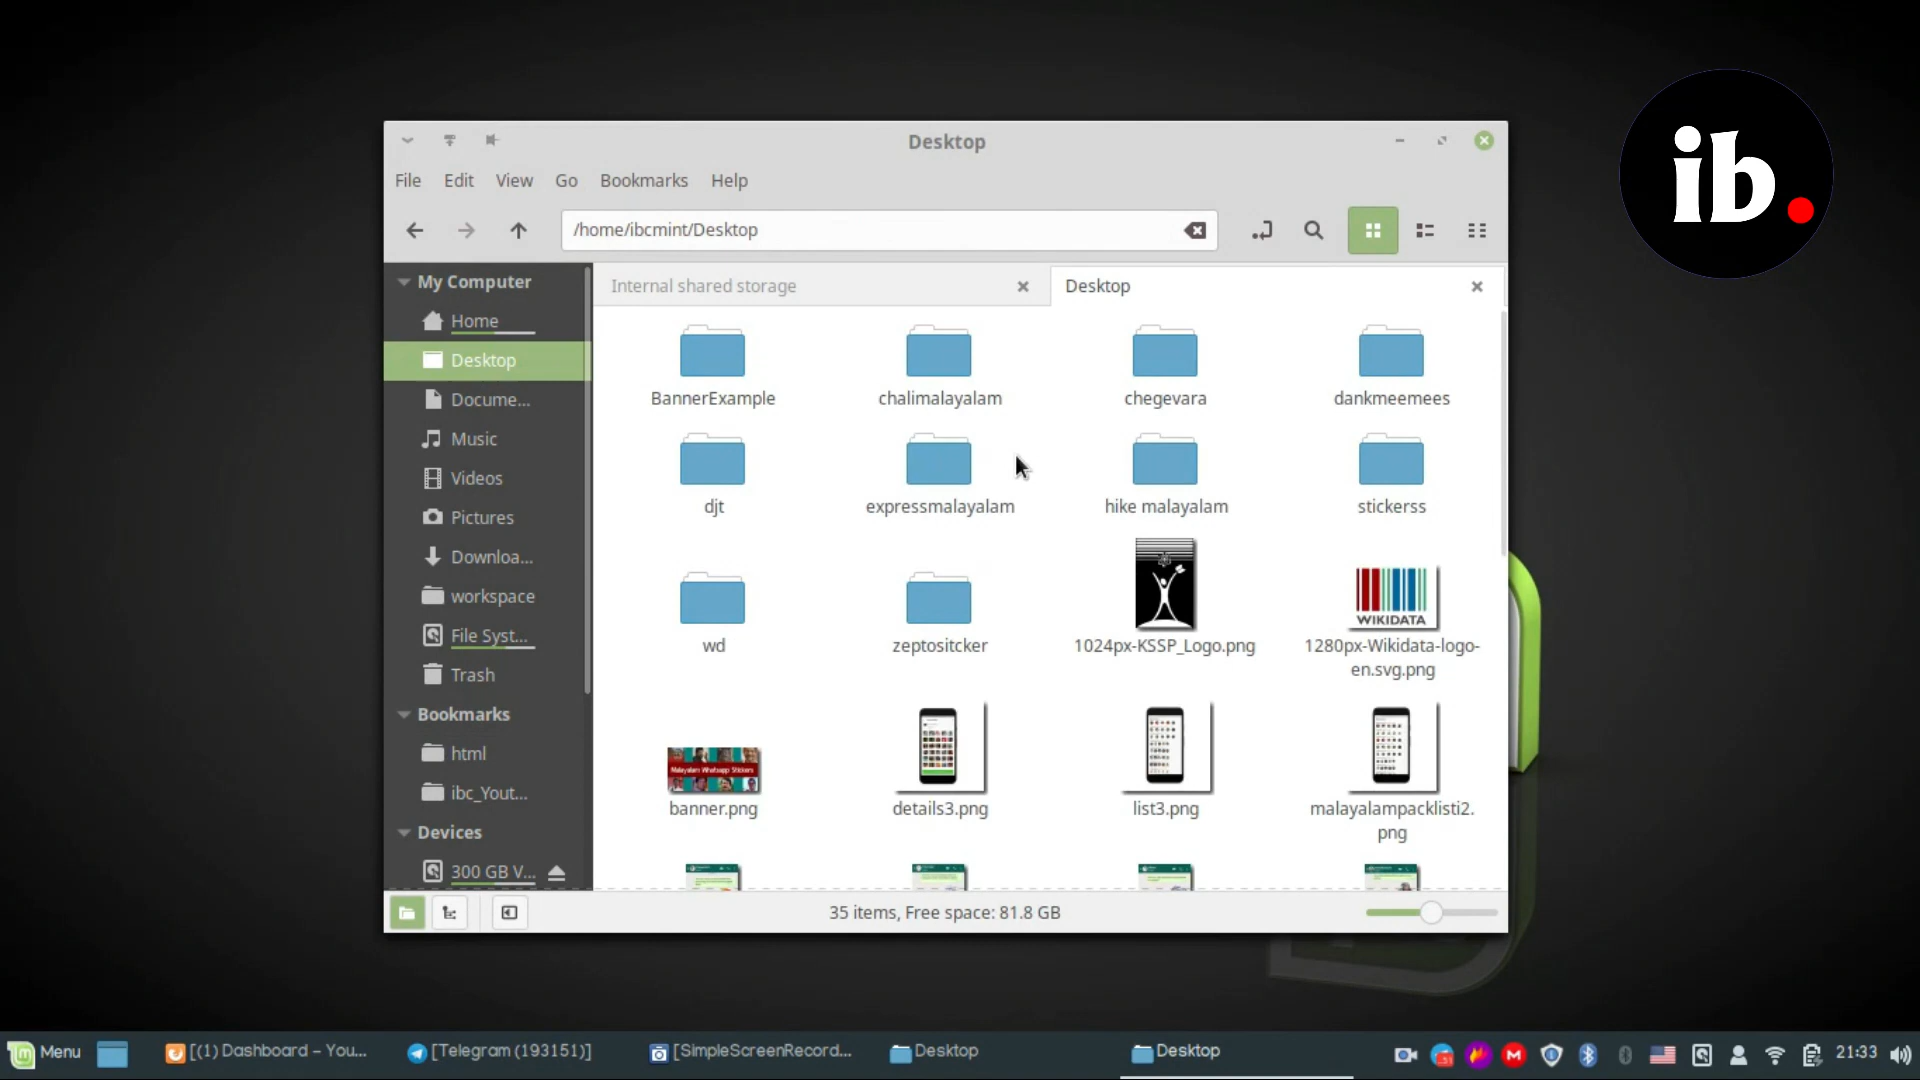 ib.
Desktop
File Edit View Go Bookmarks Help
/home/ibcmint/Desktop
My Computer
Home
Desktop
Docume...
Music
Videos
Pictures
Downloa...
workspace
File Syst...
Trash
Bookmarks
html
ibc_Yout...
Devices
300 GB V...
Internal shared storage
Desktop
BannerExample
chalimalayalam
chegevara
dankmeemees
djt
expressmalayalam
hike malayalam
stickerss
wd
zeptositcker
1024px-KSSP_Logo.png
WIKIDATA
1280px-Wikidata-logo-
en.svg.png
Malayalam Whatsapp Stickers
banner.png
details3.png
list3.png
malayalampacklisti2.
png
35 items, Free space: 81.8 GB
Menu
[(1) Dashboard – You...
[Telegram (193151)]
[SimpleScreenRecord...
Desktop
Desktop
21:33